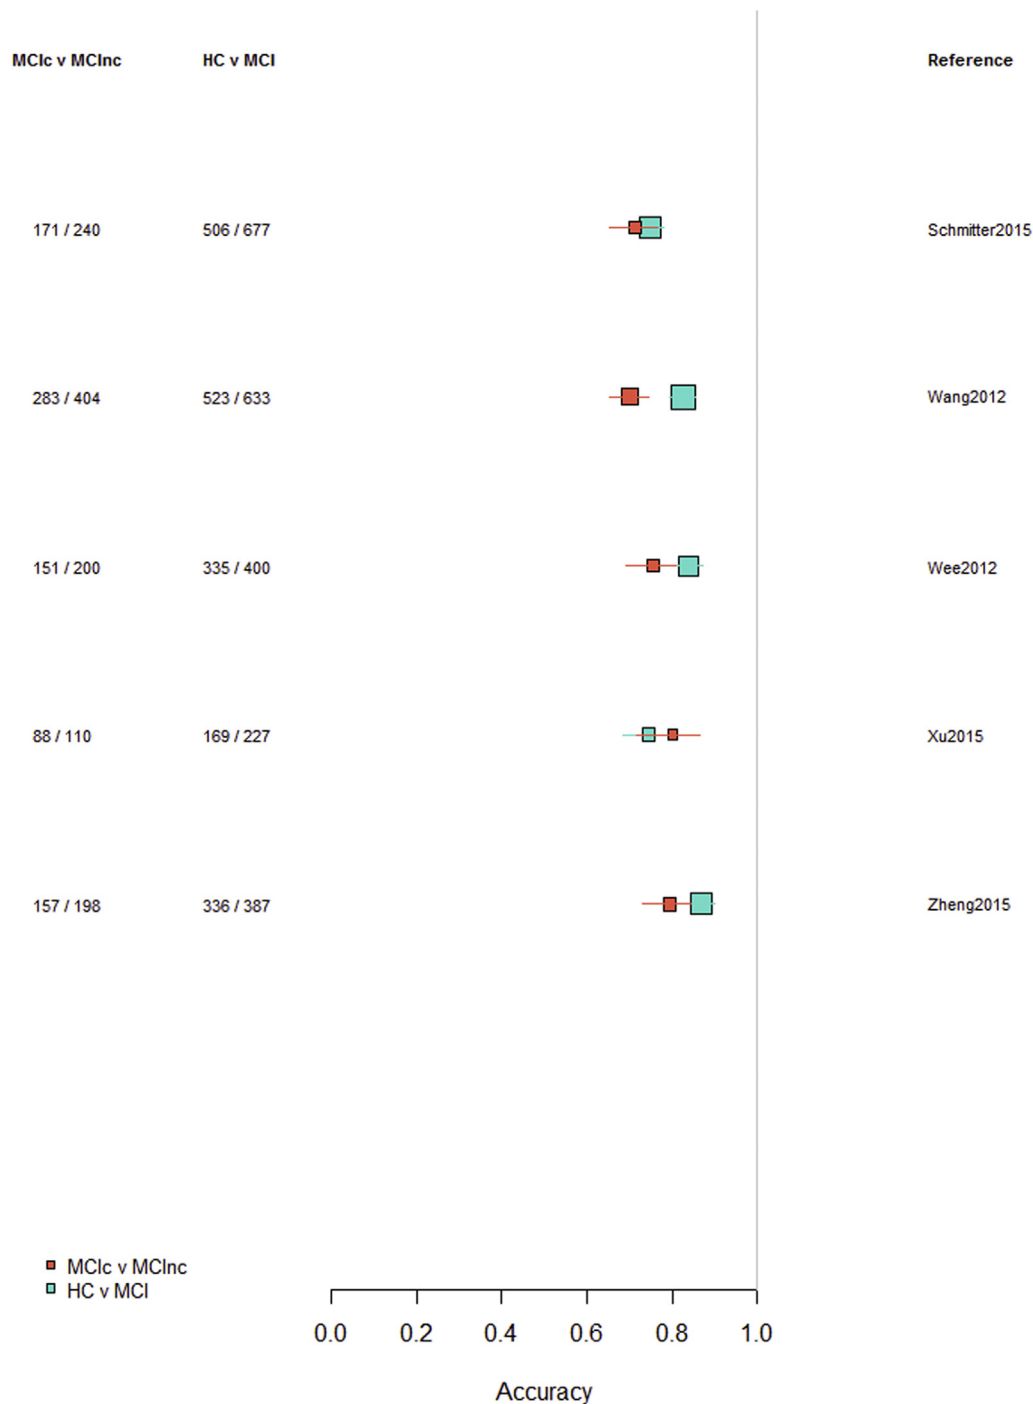 MCIc v MCInc HC v MCI Reference
171 / 240 506 / 677 Schmitter2015
283 / 404 523 / 633 Wang2012
151 / 200 335 / 400 Wee2012
88 / 110 169 / 227 Xu2015
157 / 198 336 / 387 Zheng2015
MCIc v MCInc
HC v MCI
0.0 0.2 0.4 0.6 0.8 1.0
Accuracy